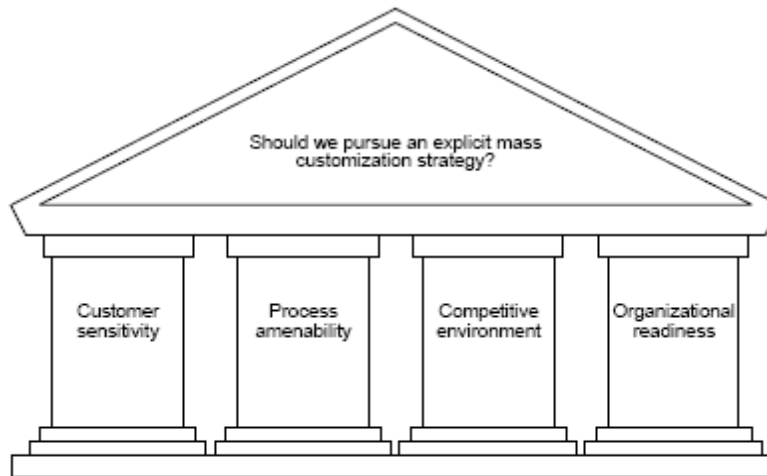 Should we pursue an explicit mass
customization strategy?
Customer
sensitivity
Process
amenability
Competitive
environment
Organizational
readiness